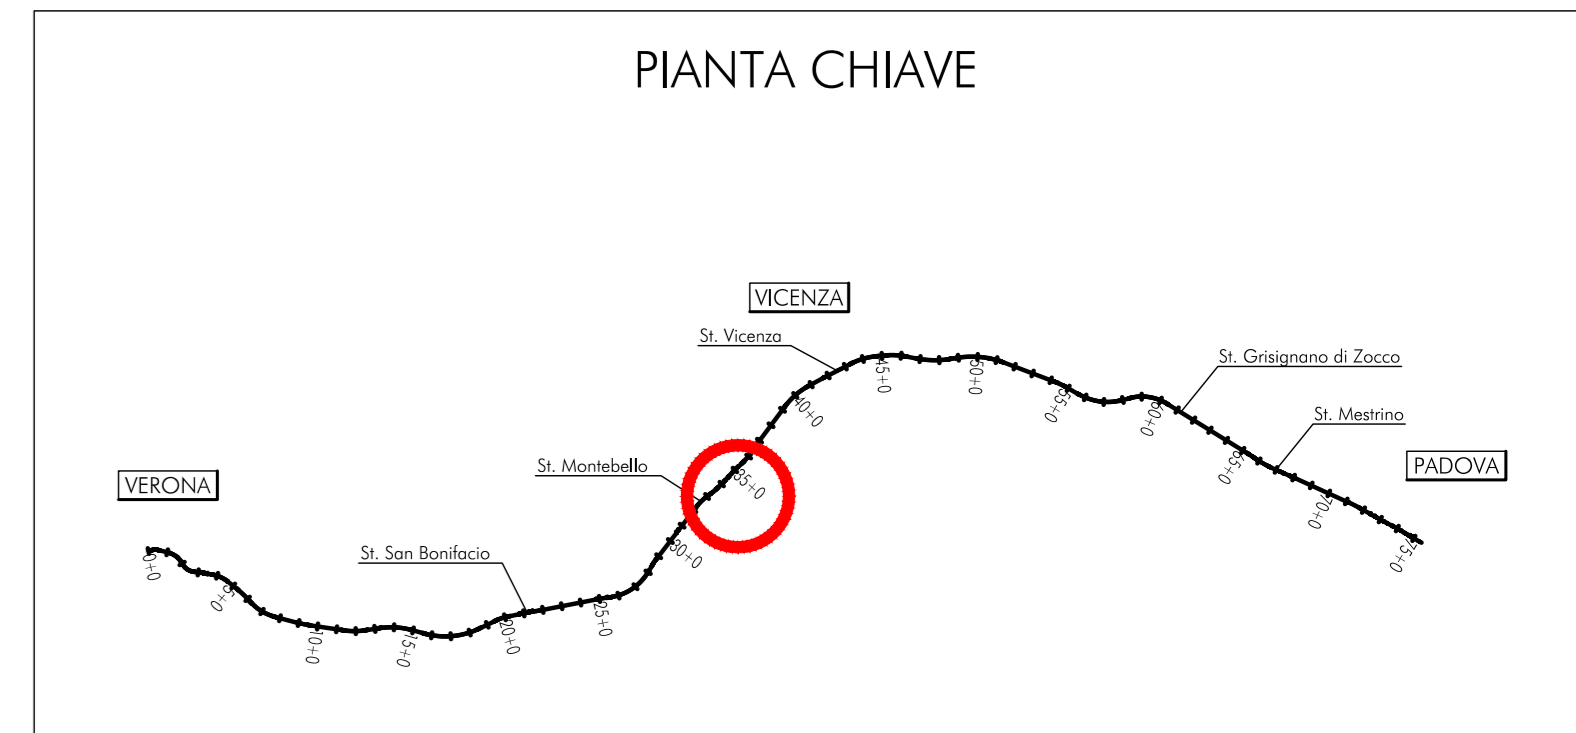 PIANTA CHIAVE
VICENZA
St. Vicenza
St. Grisignano di Zocco
St. Mestrino
St. Montebello
VERONA
PADOVA
St. San Bonifacio
0+0
5+0
10+0
15+0
20+0
25+0
30+0
35+0
40+0
45+0
50+0
55+0
60+0
65+0
70+0
75+0